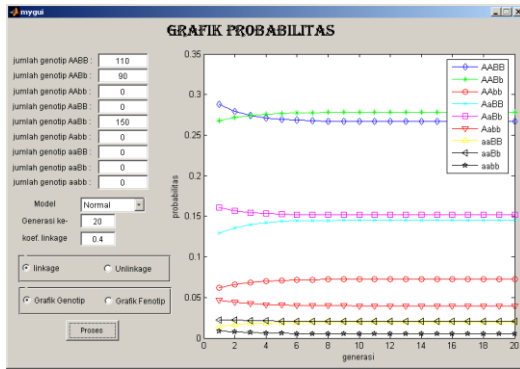 mygui
GRAFIK PROBABILITAS
jumlah genotip AABB : 110
jumlah genotip AABb : 90
jumlah genotip AAbb : 0
jumlah genotip AaBB : 0
jumlah genotip AaBb : 150
jumlah genotip Aabb : 0
jumlah genotip aaBB : 0
jumlah genotip aaBb : 0
jumlah genotip aabb : 0
Model Normal
Generasi ke- 20
koef. linkage 0.4
linkage Unlinkage
Grafik Genotip Grafik Fenotip
Proses
probabilitas
0.35
0.3
0.25
0.2
0.15
0.1
0.05
0
0 2 4 6 8 10 12 14 16 18 20
generasi
AABB
AABb
AAbb
AaBB
AaBb
Aabb
aaBB
aaBb
aabb